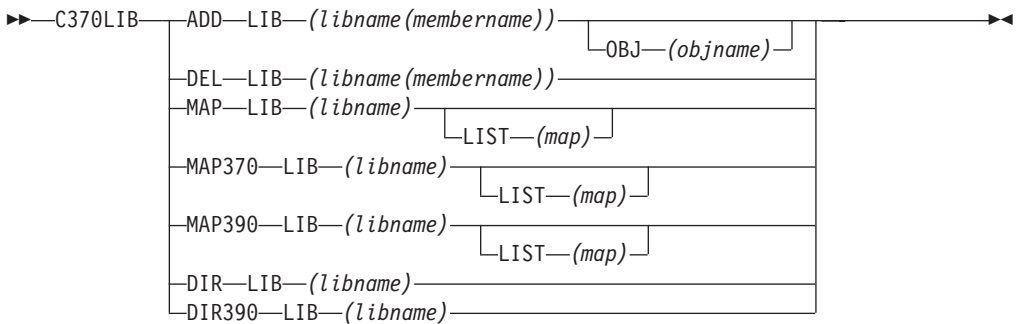 C370LIB ADD LIB (libname(membername))
OBJ (objname)
DEL LIB (libname(membername))
MAP LIB (libname)
LIST (map)
MAP370 LIB (libname)
LIST (map)
MAP390 LIB (libname)
LIST (map)
DIR LIB (libname)
DIR390 LIB (libname)